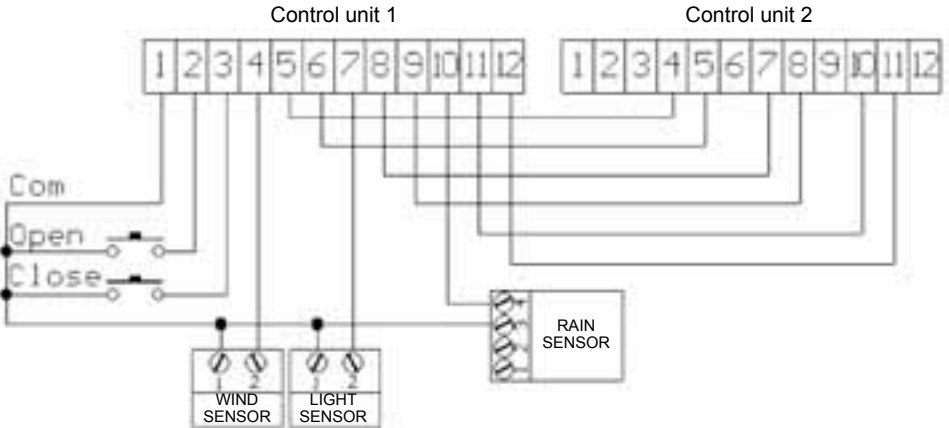 Control unit 1
Control unit 2
1 2 3 4 5 6 7 8 9 10 11 12
1 2 3 4 5 6 7 8 9 10 11 12
Com
Open
Close
RAIN
SENSOR
1 2
1 2
WIND
SENSOR
LIGHT
SENSOR